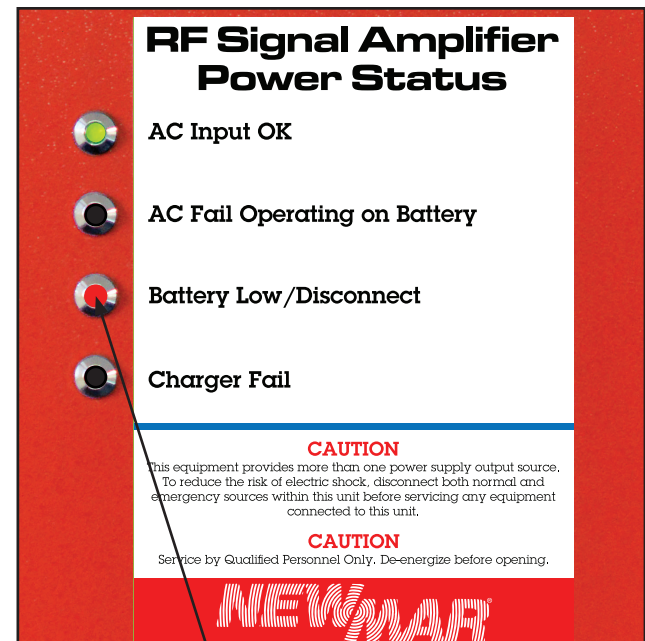 RF Signal Amplifier
Power Status
AC Input OK
AC Fail Operating on Battery
Battery Low/Disconnect
Charger Fail
CAUTION
This equipment provides more than one power supply output source.
To reduce the risk of electric shock, disconnect both normal and
emergency sources within this unit before servicing any equipment
connected to this unit.
CAUTION
Service by Qualified Personnel Only. De-energize before opening.
NEWMAR®